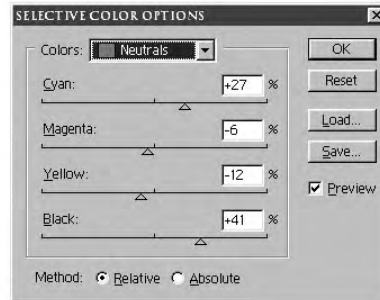 SELECTIVE COLOR OPTIONS
Colors: Neutrals
OK
Cyan: +27 %
Reset
Magenta: -6 %
Load...
Save...
Yellow: -12 %
Preview
Black: +41 %
Method: Relative Absolute